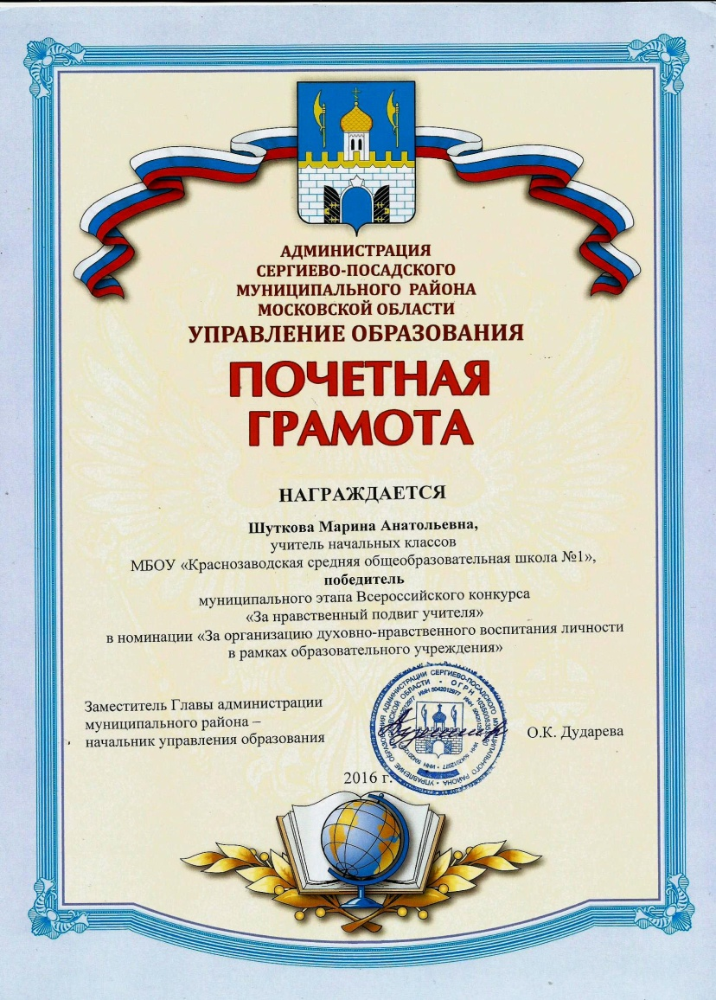 АДМИНИСТРАЦИЯ
СЕРГИЕВО-ПОСАДСКОГО
МУНИЦИПАЛЬНОГО РАЙОНА
МОСКОВСКОЙ ОБЛАСТИ
УПРАВЛЕНИЕ ОБРАЗОВАНИЯ
ПОЧЕТНАЯ
ГРАМОТА
НАГРАЖДАЕТСЯ
Шуткова Марина Анатольевна,
учитель начальных классов
МБОУ «Краснозаводская средняя общеобразовательная школа №1»,
победитель
муниципального этапа Всероссийского конкурса
«За нравственный подвиг учителя»
в номинации «За организацию духовно-нравственного воспитания личности
в рамках образовательного учреждения»
Заместитель Главы администрации
муниципального района –
начальник управления образования
УПРАВЛЕНИЕ ОБРАЗОВАНИЯ АДМИНИСТРАЦИИ СЕРГИЕВО-ПОСАДСКОГО МУНИЦИПАЛЬНОГО РАЙОНА
МОСКОВСКОЙ ОБЛАСТИ • ОГРН
ИНН 5042012977
О.К. Дударева
2016 г.